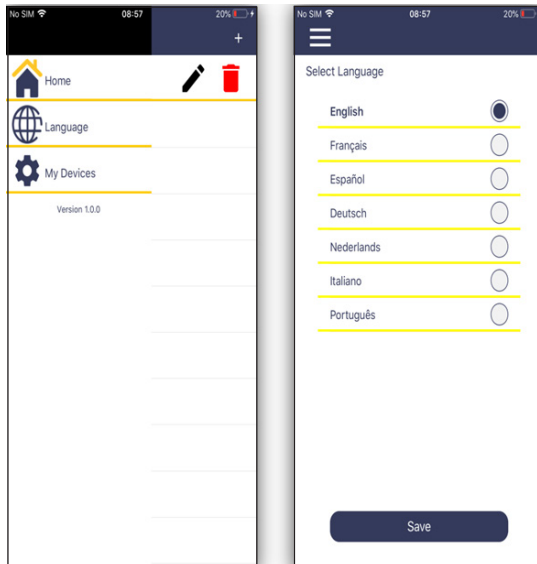 No SIM 08:57 20%
+
Home
Language
My Devices
Version 1.0.0
No SIM 08:57 20%
Select Language
English
Français
Español
Deutsch
Nederlands
Italiano
Português
Save